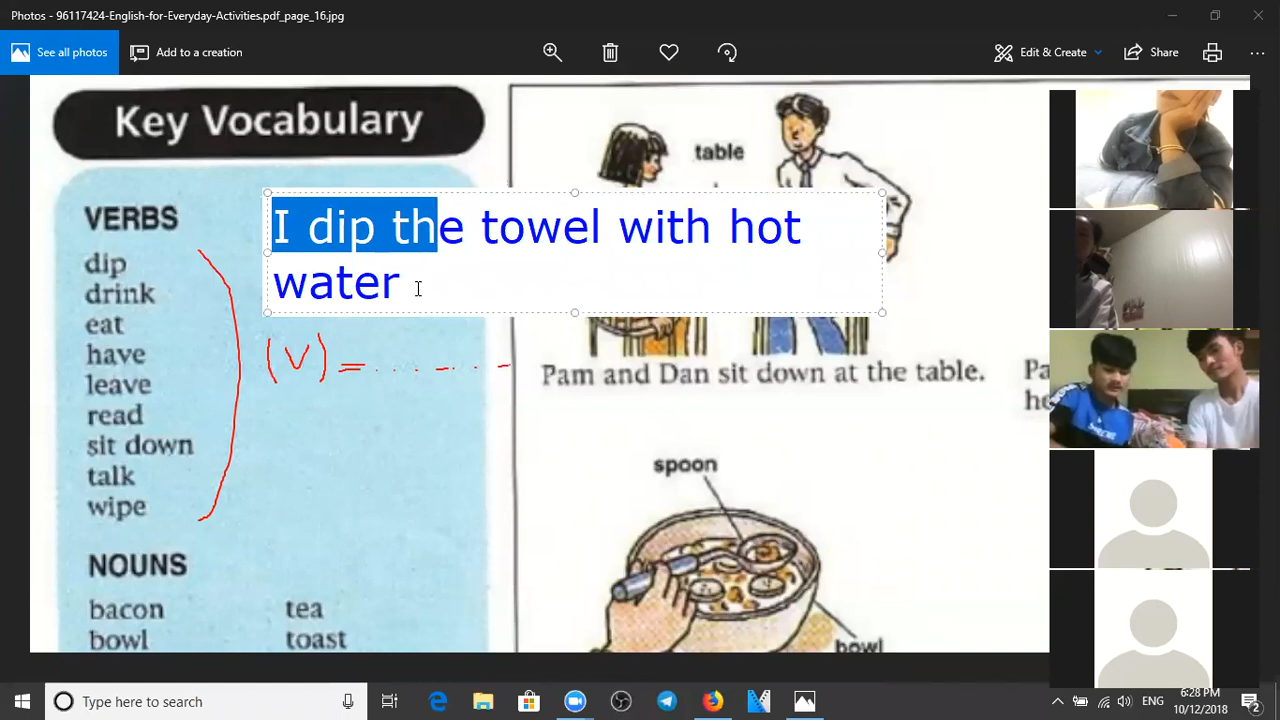 Photos - 96117424-English-for-Everyday-Activities.pdf_page_16.jpg
See all photos
Add to a creation
Edit & Create
Share
Key Vocabulary
VERBS
dip
drink
eat
have
leave
read
sit down
talk
wipe
NOUNS
bacon tea
bowl toast
I dip the towel with hot
water
(V) = .......
table
Pam and Dan sit down at the table.
Pa
he
spoon
bowl
Type here to search
ENG
6:28 PM
10/12/2018
2